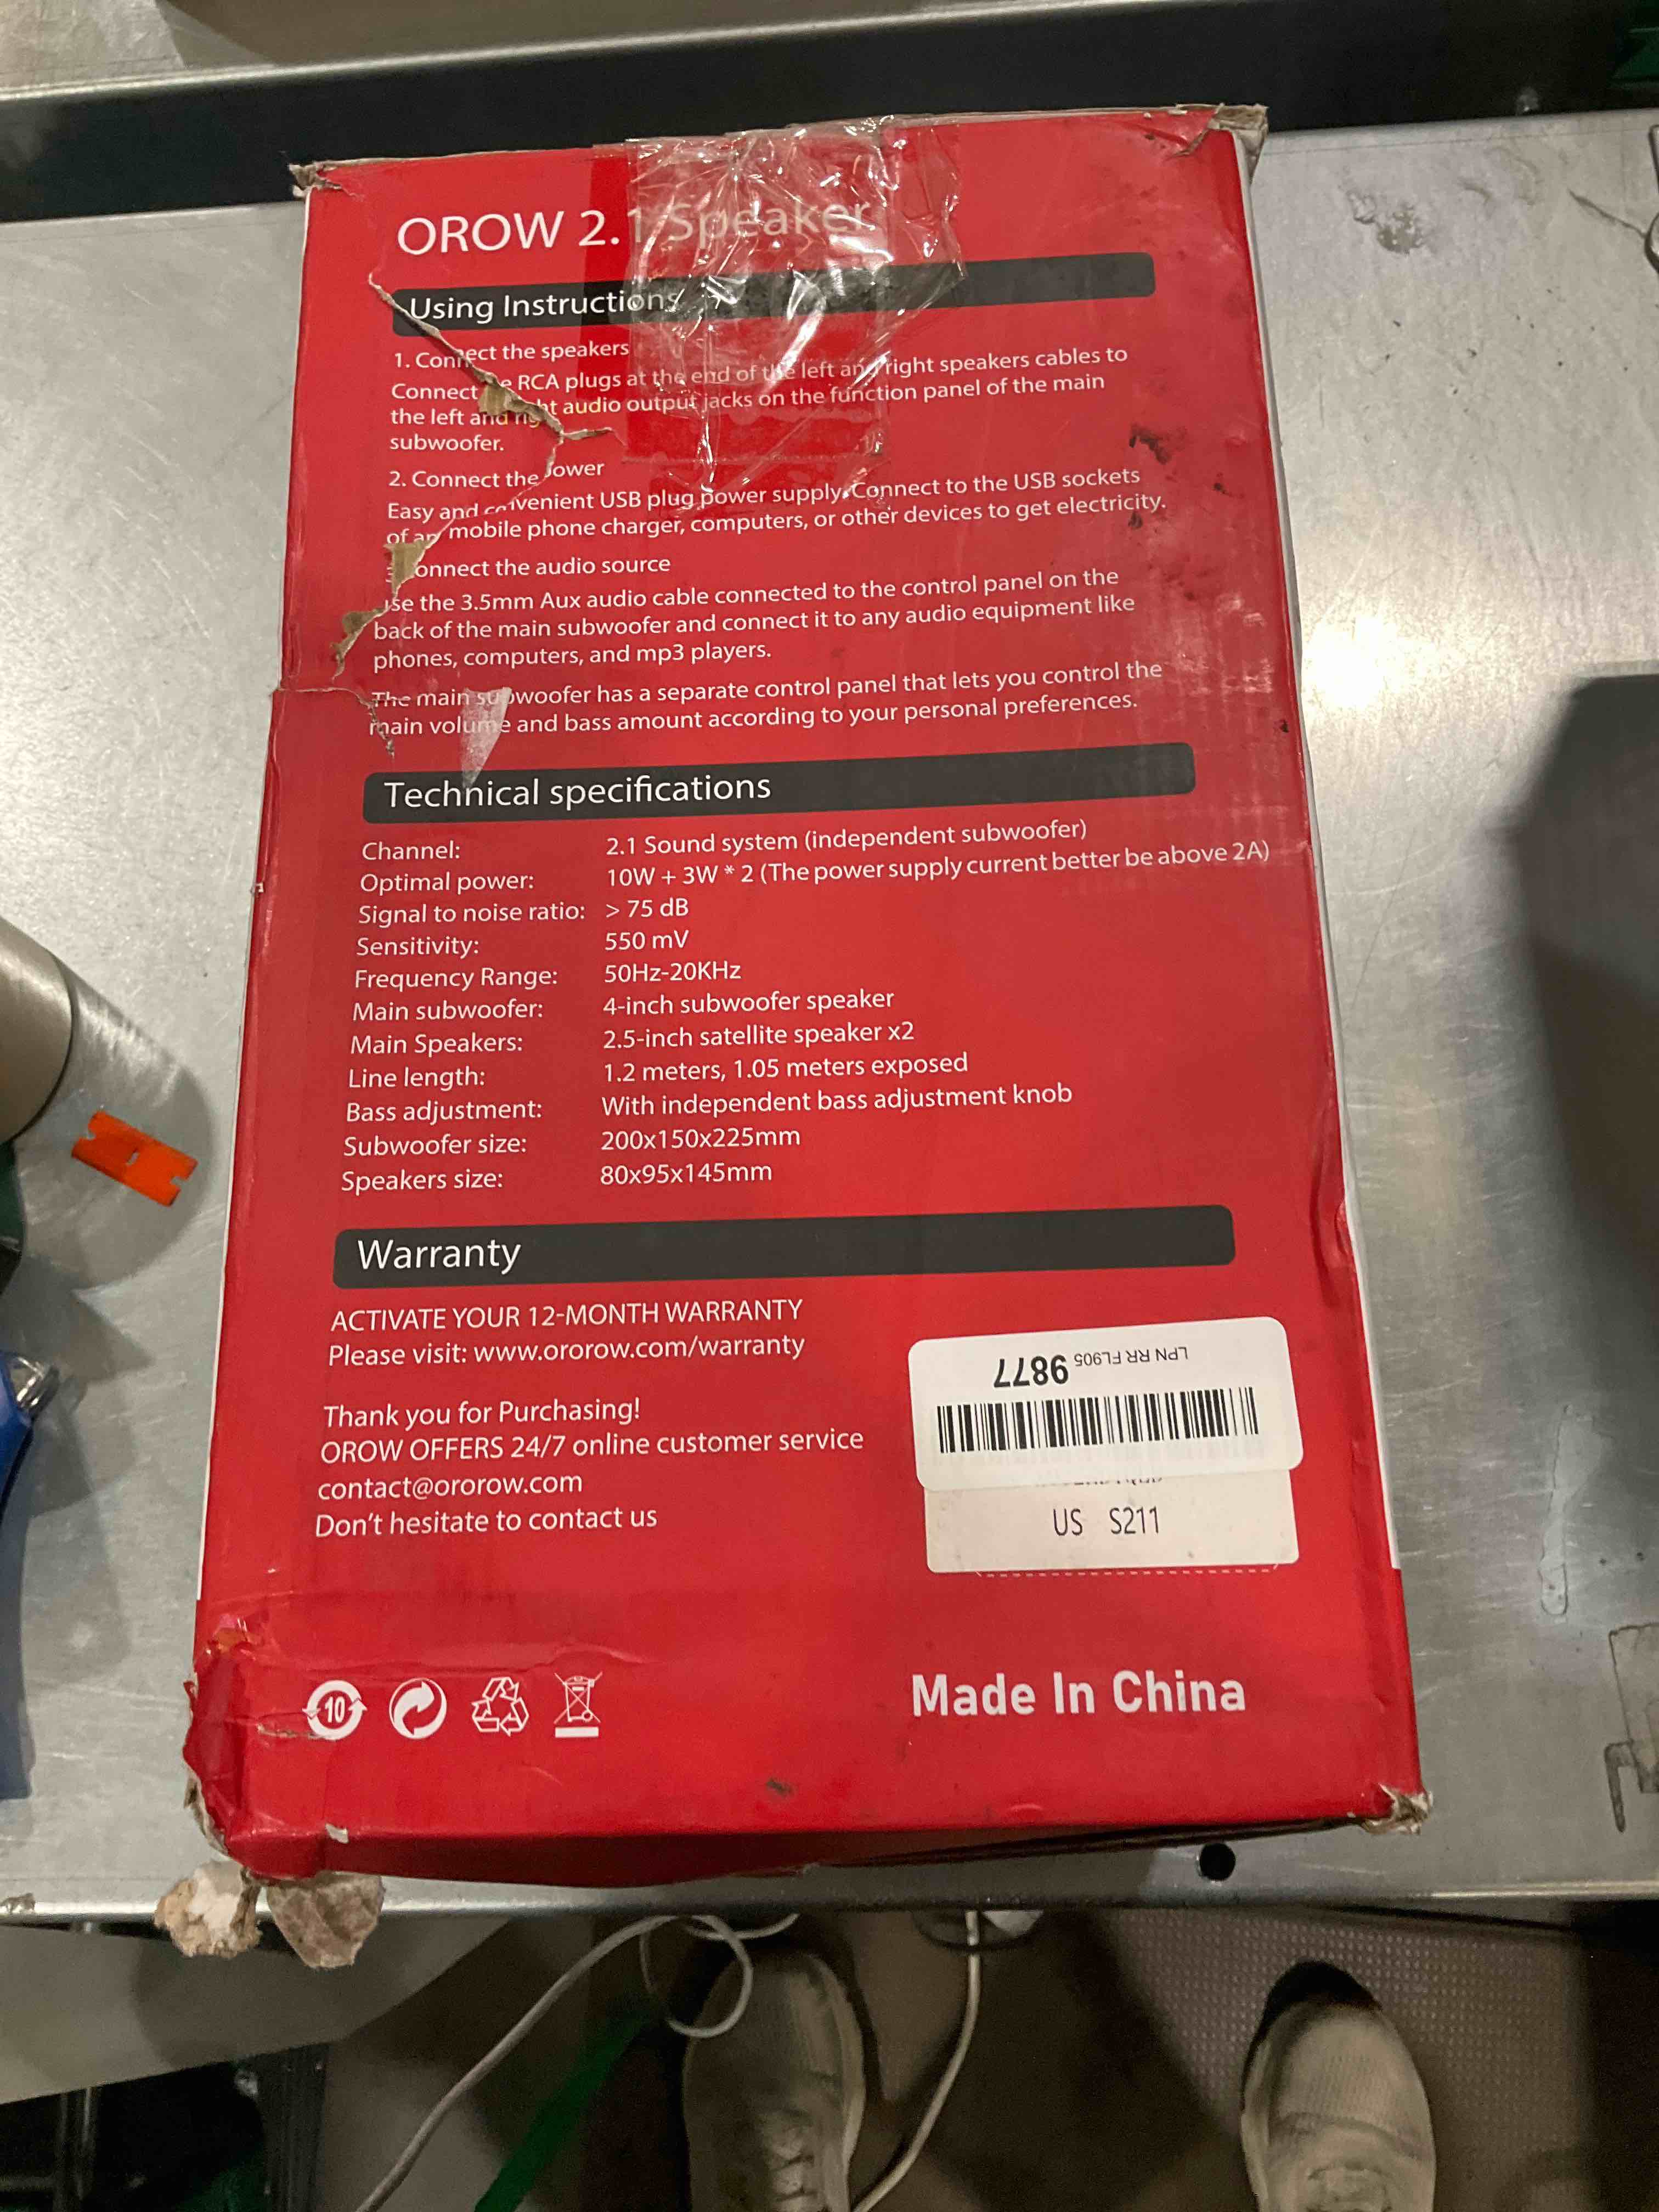 OROW 2.1 Speaker
Using Instructions
1. Connect the speakers
Connect RCA plugs at the end of the left and right speakers cables to
the left and audio output jacks on the function panel of the main
subwoofer.
2. Connect the
Easy and convenient USB plug power supply. Connect to the USB sockets
of mobile phone charger, computers, or other devices to get electricity.
the audio source
the 3.5mm Aux audio cable connected to the control panel on the
back of the main subwoofer and connect it to any audio equipment like
phones, computers, and mp3 players.
The main subwoofer has a separate control panel that lets you control the
main volume and bass amount according to your personal preferences.
Technical specifications
Channel: 2.1 Sound system (independent subwoofer)
Optimal power: 10W + 3W * 2 (The power supply current better be above 2A)
Signal to noise ratio: > 75 dB
Sensitivity: 550 mV
Frequency Range: 50Hz-20KHz
Main subwoofer: 4-inch subwoofer speaker
Main Speakers: 2.5-inch satellite speaker x2
Line length: 1.2 meters, 1.05 meters exposed
Bass adjustment: With independent bass adjustment knob
Subwoofer size: 200x150x225mm
Speakers size: 80x95x145mm
Warranty
ACTIVATE YOUR 12-MONTH WARRANTY
Please visit: www.ororow.com/warranty
Thank you for Purchasing!
OROW OFFERS 24/7 online customer service
contact@ororow.com
Don't hesitate to contact us
LPN RR FL905 9877
US S211
10
Made In China